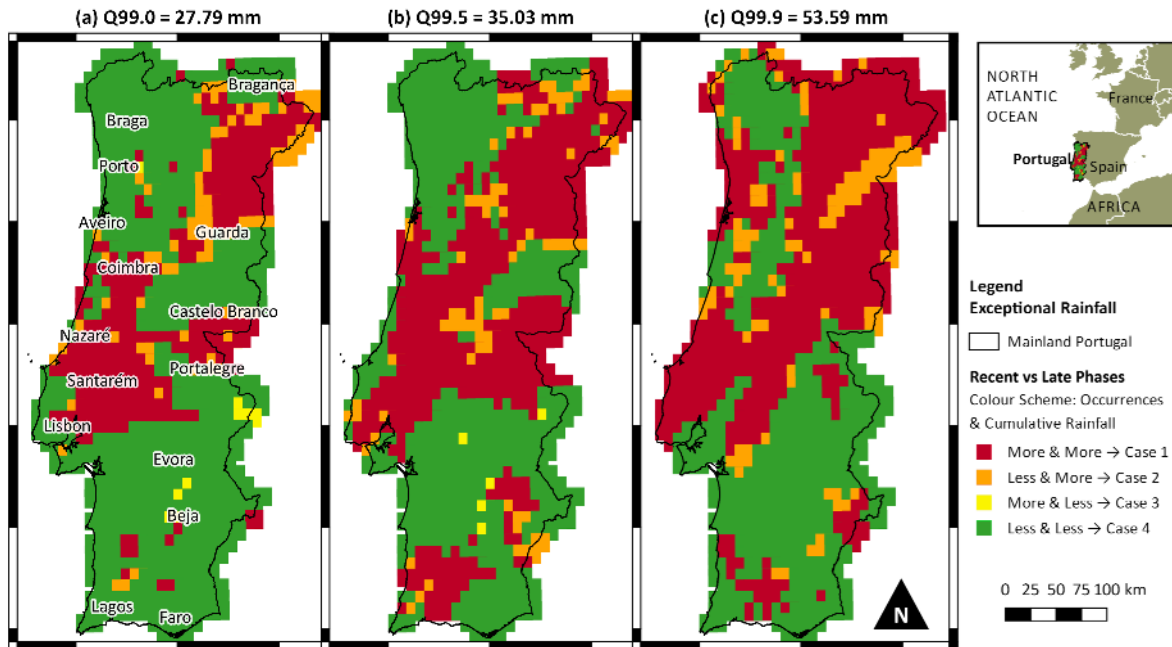 (a) Q99.0 = 27.79 mm
(b) Q99.5 = 35.03 mm
(c) Q99.9 = 53.59 mm
Bragança
Braga
Porto
Aveiro
Guarda
Coimbra
Castelo Branco
Nazaré
Portalegre
Santarém
Lisbon
Evora
Beja
Lagos
Faro
N
NORTH
ATLANTIC
OCEAN
France
Portugal
Spain
AFRICA
Legend
Exceptional Rainfall
Mainland Portugal
Recent vs Late Phases
Colour Scheme: Occurrences
& Cumulative Rainfall
More & More → Case 1
Less & More → Case 2
More & Less → Case 3
Less & Less → Case 4
0 25 50 75 100 km